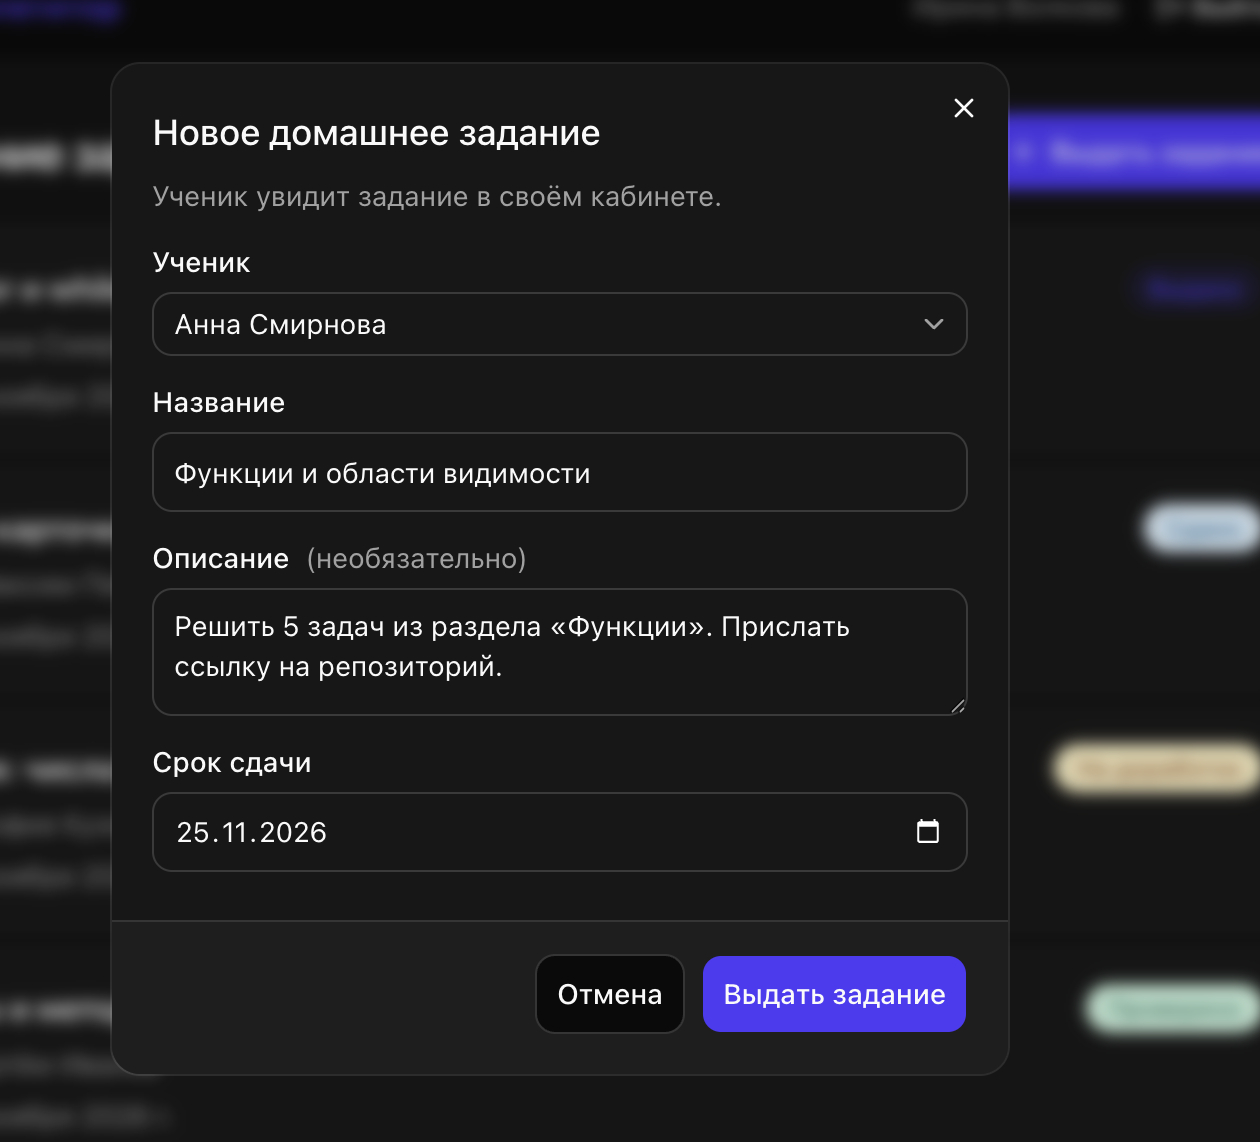 Новое домашнее задание
Ученик увидит задание в своём кабинете.
Ученик
Анна Смирнова
Название
Функции и области видимости
Описание (необязательно)
Решить 5 задач из раздела «Функции». Прислать
ссылку на репозиторий.
Срок сдачи
25.11.2026
Отмена
Выдать задание